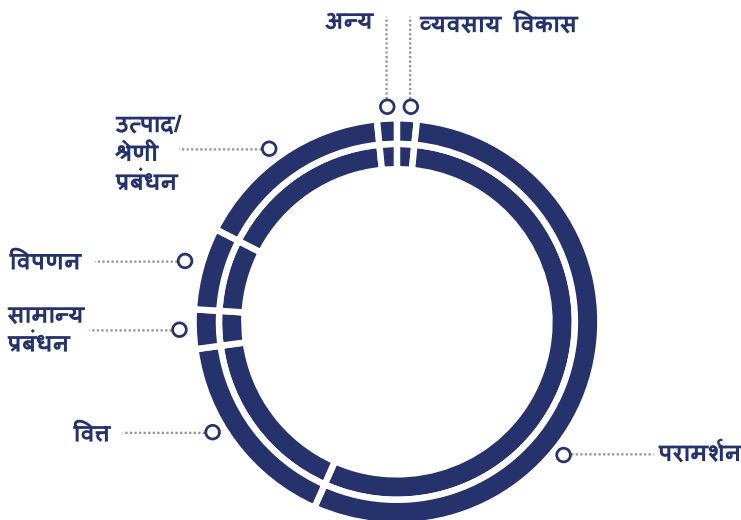 अन्य
व्यवसाय विकास
उत्पाद/
श्रेणी
प्रबंधन
विपणन
सामान्य
प्रबंधन
वित्त
परामर्शन